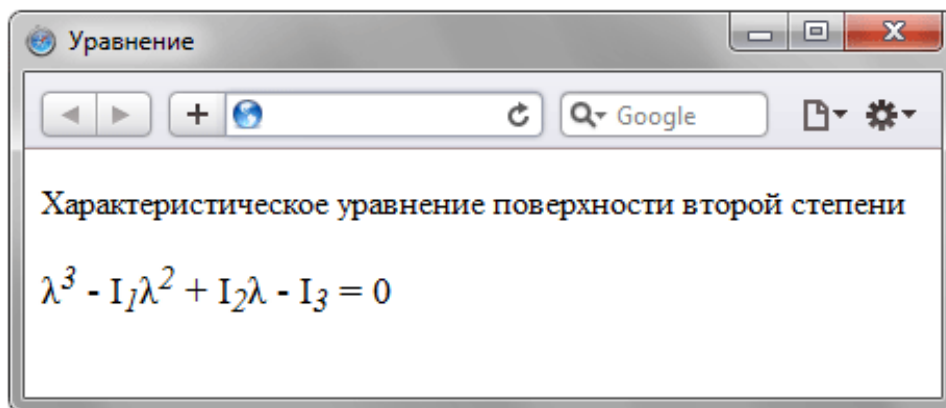 Уравнение
Google
Характеристическое уравнение поверхности второй степени
λ³ - I₁λ² + I₂λ - I₃ = 0